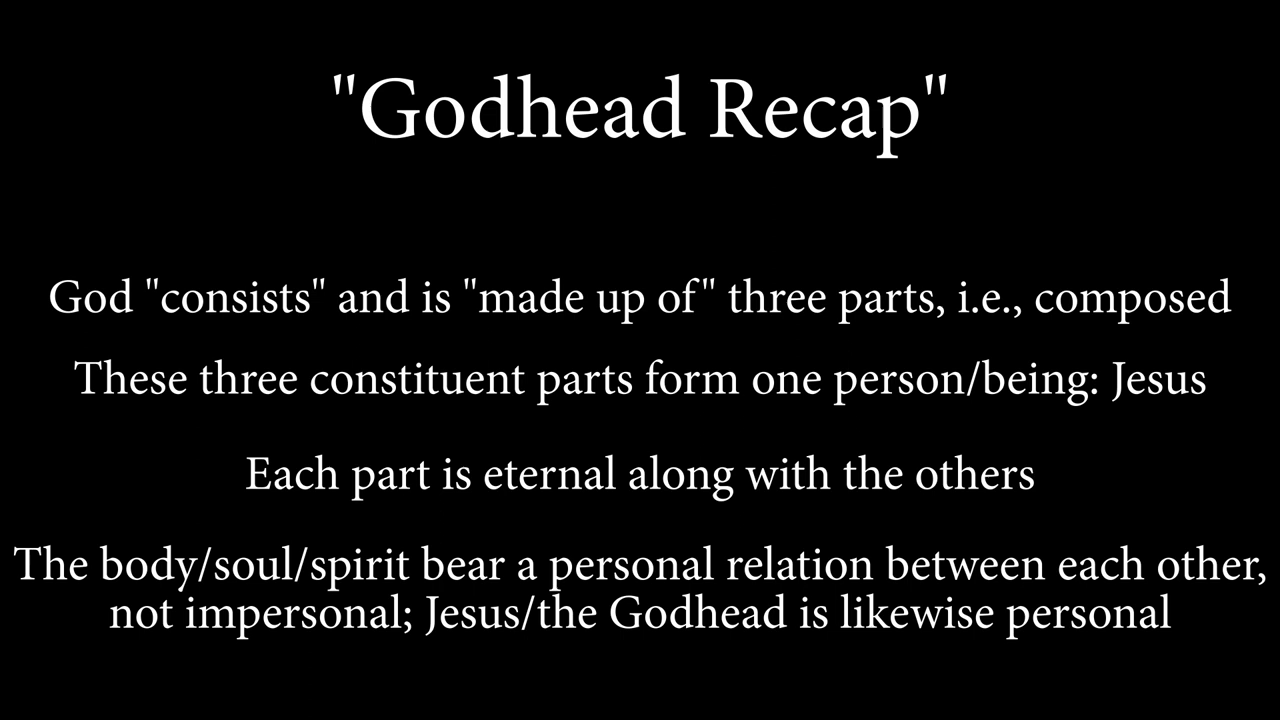 "Godhead Recap"
God "consists" and is "made up of" three parts, i.e., composed
These three constituent parts form one person/being: Jesus
Each part is eternal along with the others
The body/soul/spirit bear a personal relation between each other,
not impersonal; Jesus/the Godhead is likewise personal